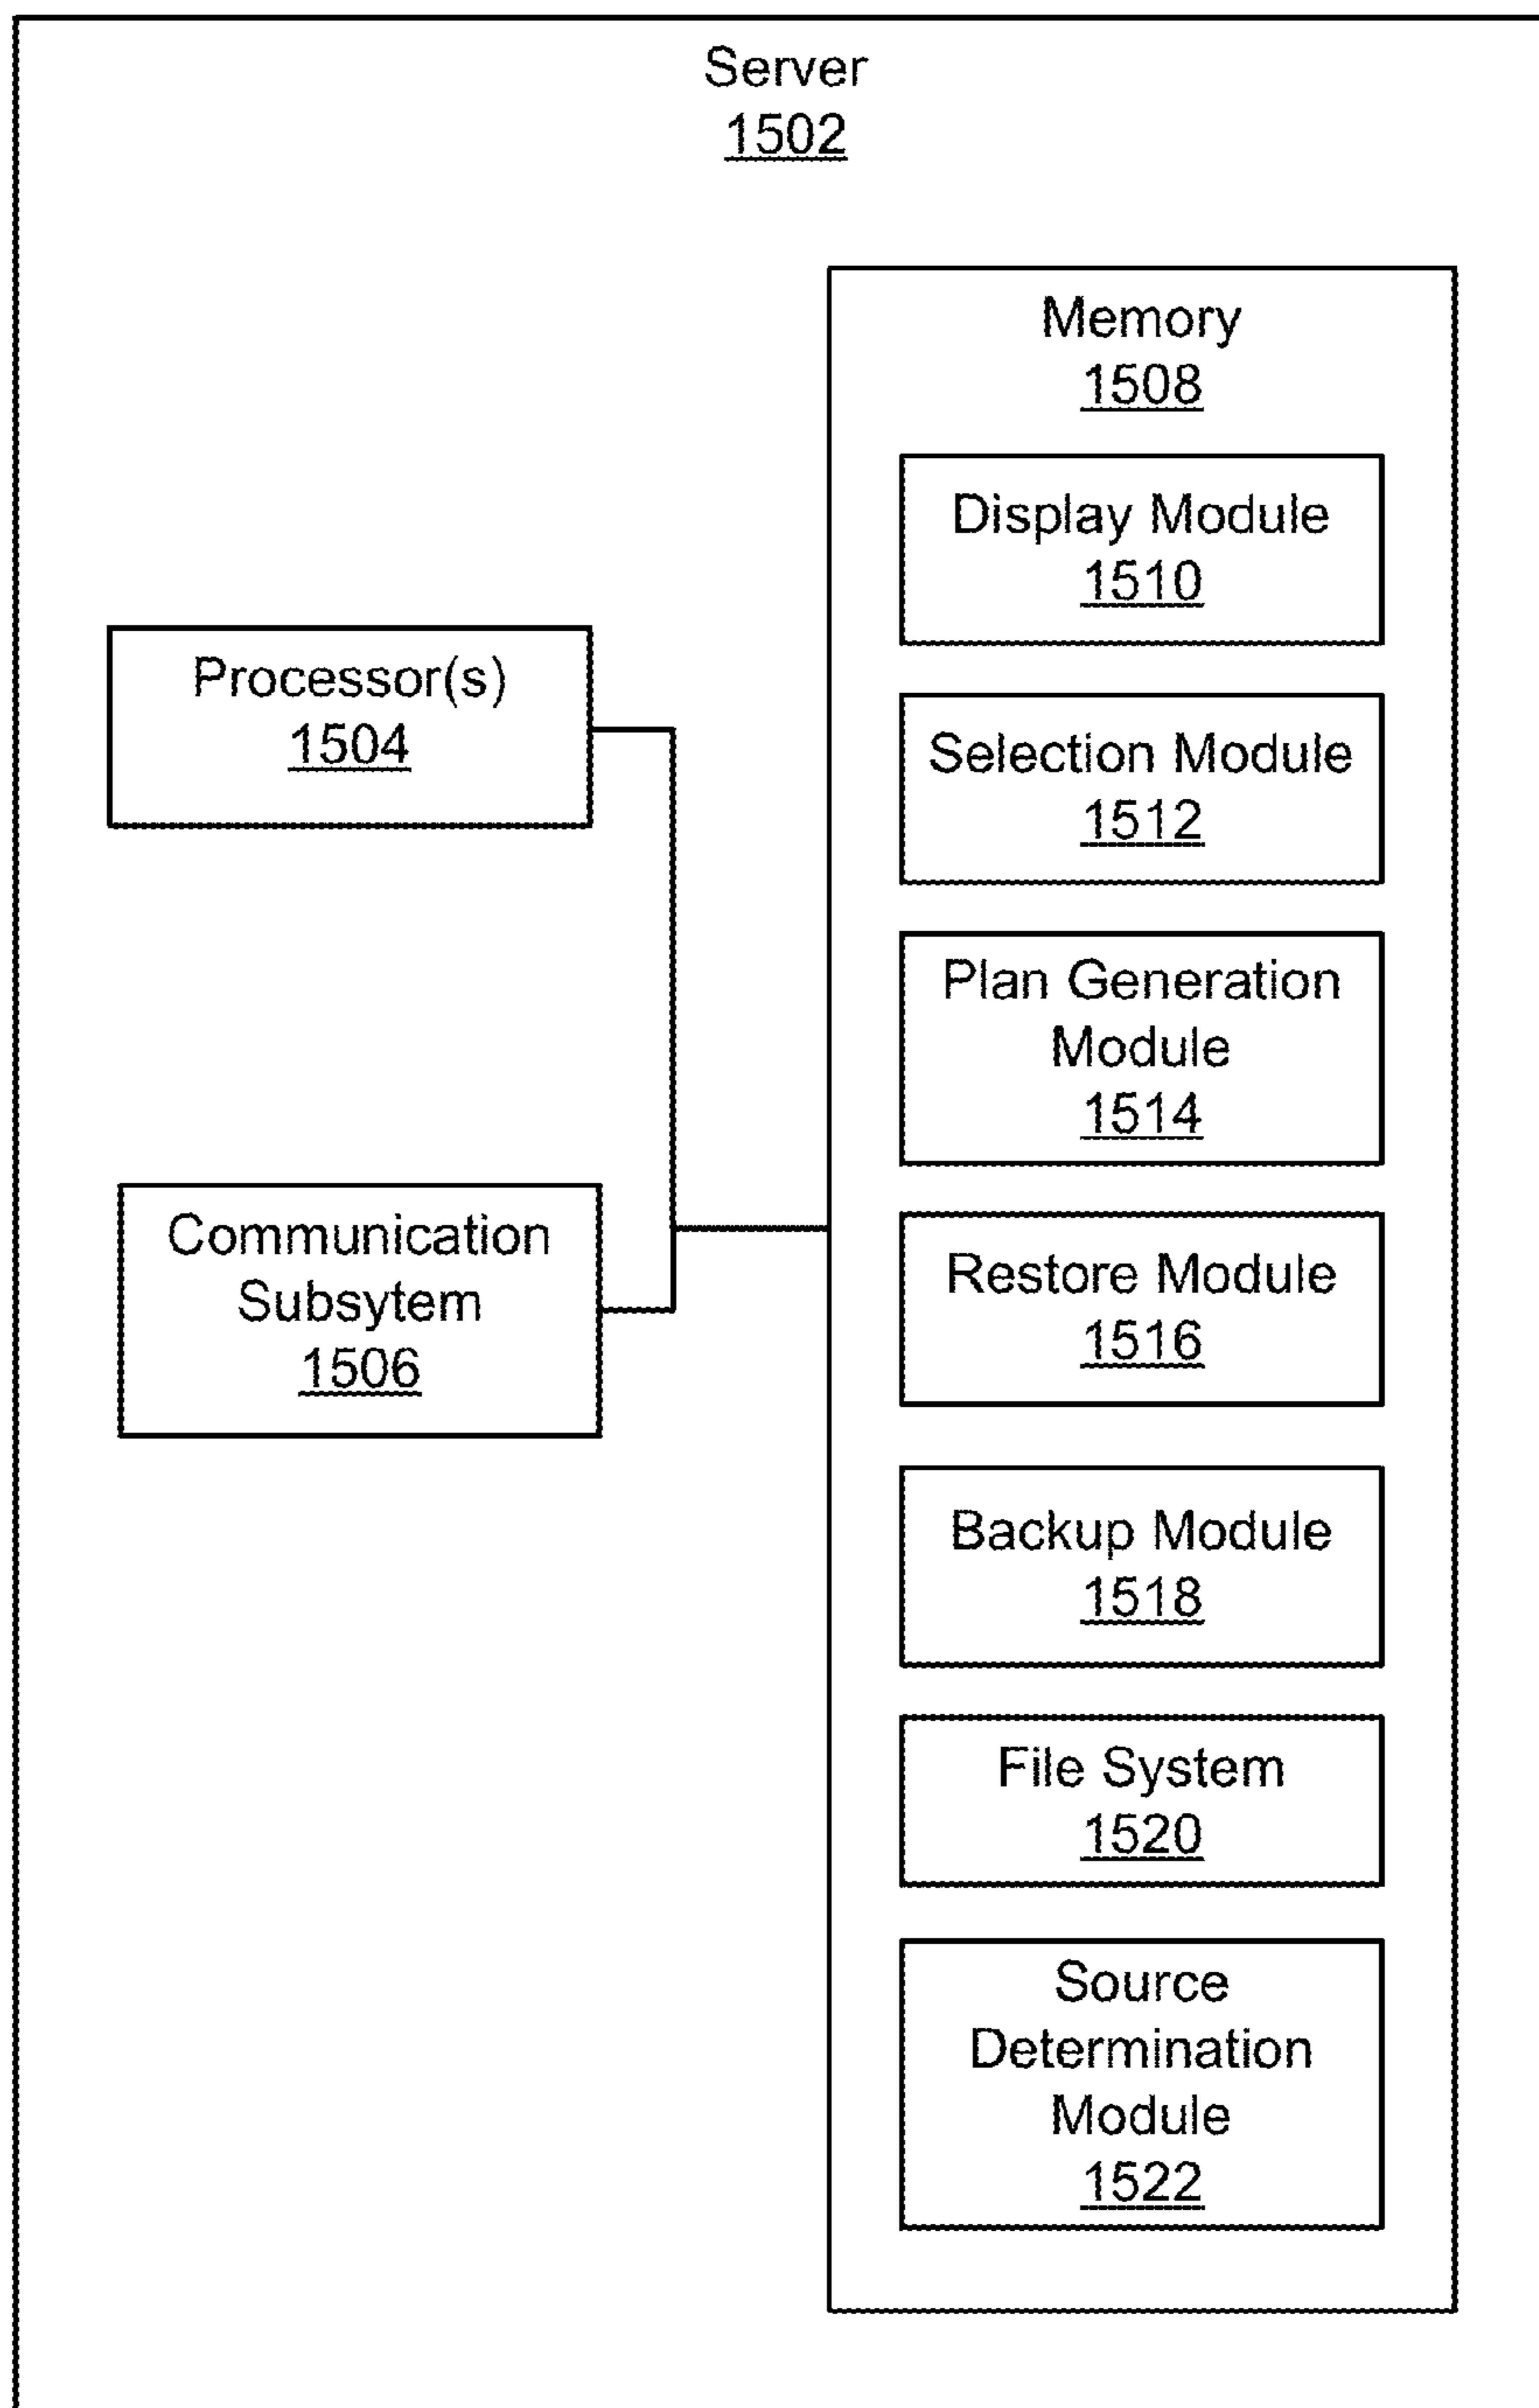 Server
1502
Memory
1508
Display Module
1510
Processor(s)
1504
Selection Module
1512
Plan Generation
Module
1514
Communication
Subsytem
1506
Restore Module
1516
Backup Module
1518
File System
1520
Source
Determination
Module
1522